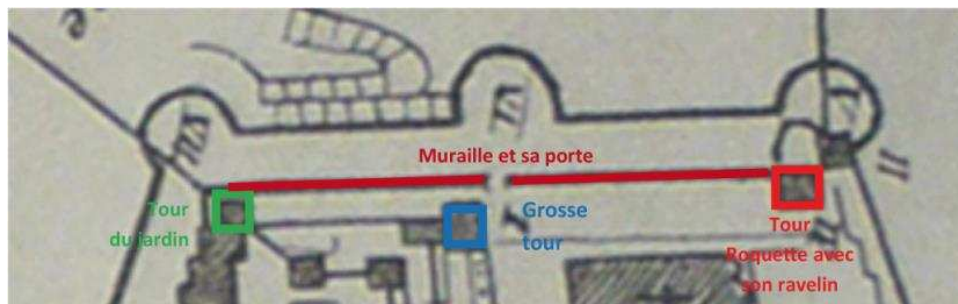 Muraille et sa porte
Tour
du jardin
Grosse
tour
Tour
Roquette avec
son ravelin